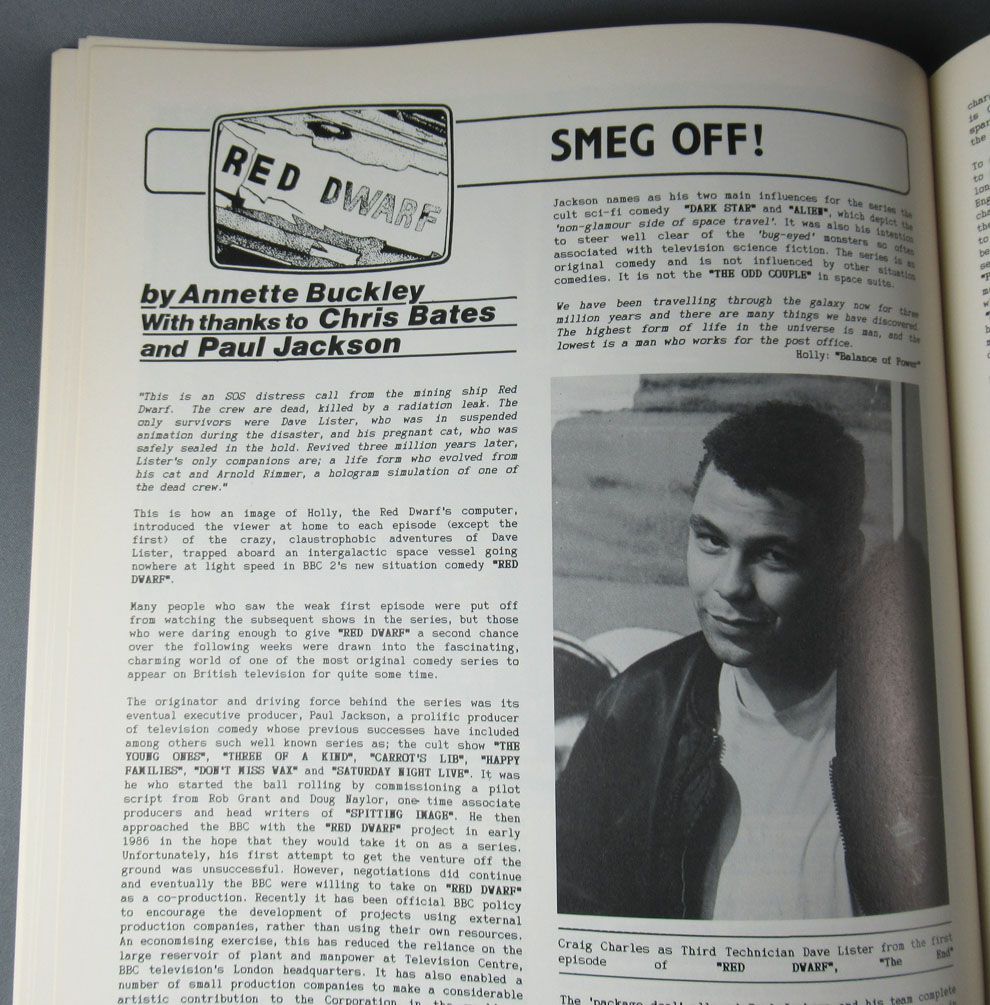 RED DWARF
SMEG OFF!
by Annette Buckley
With thanks to Chris Bates
and Paul Jackson
"This is an SOS distress call from the mining ship Red
Dwarf. The crew are dead, killed by a radiation leak. The
only survivors were Dave Lister, who was in suspended
animation during the disaster, and his pregnant cat, who was
safely sealed in the hold. Revived three million years later,
Lister's only companions are; a life form who evolved from
his cat and Arnold Rimmer, a hologram simulation of one of
the dead crew."
This is how an image of Holly, the Red Dwarf's computer,
introduced the viewer at home to each episode (except the
first) of the crazy, claustrophobic adventures of Dave
Lister, trapped aboard an intergalactic space vessel going
nowhere at light speed in BBC 2's new situation comedy "RED
DWARF".
Many people who saw the weak first episode were put off
from watching the subsequent shows in the series, but those
who were daring enough to give "RED DWARF" a second chance
over the following weeks were drawn into the fascinating,
charming world of one of the most original comedy series to
appear on British television for quite some time.
The originator and driving force behind the series was its
eventual executive producer, Paul Jackson, a prolific producer
of television comedy whose previous successes have included
among others such well known series as; the cult show "THE
YOUNG ONES", "THREE OF A KIND", "CARROT'S LIB", "HAPPY
FAMILIES", "DON'T MISS WAX" and "SATURDAY NIGHT LIVE". It was
he who started the ball rolling by commissioning a pilot
script from Rob Grant and Doug Naylor, one- time associate
producers and head writers of "SPITTING IMAGE". He then
approached the BBC with the "RED DWARF" project in early
1986 in the hope that they would take it on as a series.
Unfortunately, his first attempt to get the venture off the
ground was unsuccessful. However, negotiations did continue
and eventually the BBC were willing to take on "RED DWARF"
as a co-production. Recently it has been official BBC policy
to encourage the development of projects using external
production companies, rather than using their own resources.
An economising exercise, this has reduced the reliance on the
large reservoir of plant and manpower at Television Centre,
BBC television's London headquarters. It has also enabled a
number of small production companies to make a considerable
artistic contribution to the Corporation in the
Jackson names as his two main influences for the series the
cult sci-fi comedy "DARK STAR" and "ALIEN", which depict the
'non-glamour side of space travel'. It was also his intention
to steer well clear of the 'bug-eyed' monsters so often
associated with television science fiction. The series is an
original comedy and is not influenced by other situation
comedies. It is not the "THE ODD COUPLE" in space suits.
We have been travelling through the galaxy now for three
million years and there are many things we have discovered.
The highest form of life in the universe is man, and the
lowest is a man who works for the post office.
Holly: "Balance of Power"
Craig Charles as Third Technician Dave Lister from the first
episode of "RED DWARF", "The End"
The 'package deal'
and his team complete